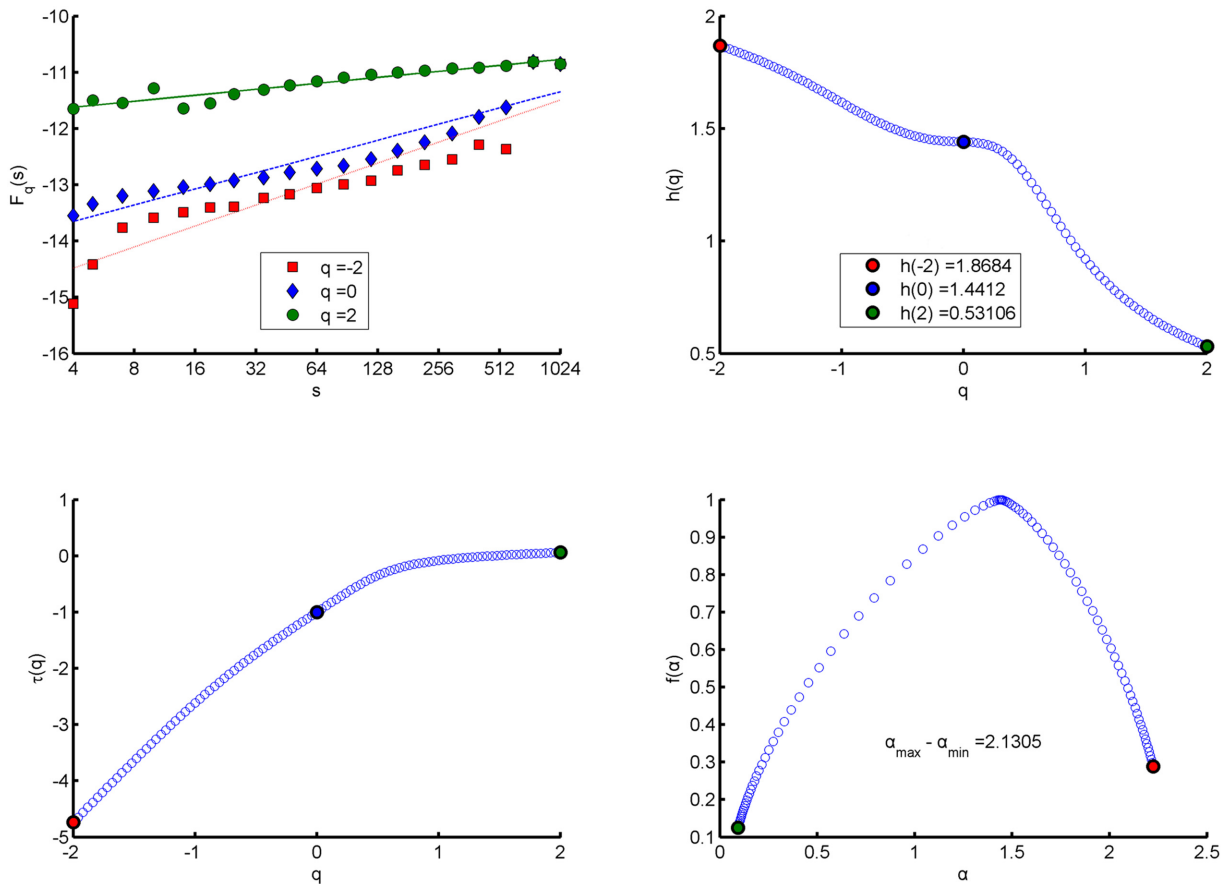 -10
-11
-12
-13
-14
-15
-16
F_q(s)
4 8 16 32 64 128 256 512 1024
s
q =-2
q =0
q =2
2
1.5
1
0.5
h(q)
-2 -1 0 1 2
q
h(-2) =1.8684
h(0) =1.4412
h(2) =0.53106
1
0
-1
-2
-3
-4
-5
τ(q)
-2 -1 0 1 2
q
1
0.9
0.8
0.7
0.6
0.5
0.4
0.3
0.2
0.1
f(α)
0 0.5 1 1.5 2 2.5
α
α_max - α_min =2.1305